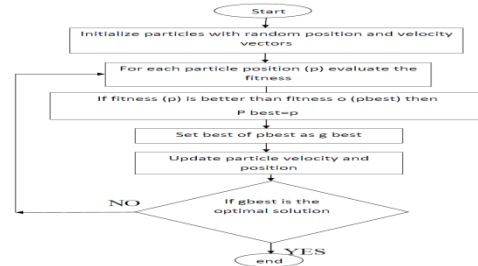 Start
Initialize particles with random position and velocity
vectors
For each particle position (p) evaluate the
fitness
If fitness (p) is better than fitness o (pbest) then
P best=p
Set best of pbest as g best
Update particle velocity and
position
If gbest is the
optimal solution
NO
YES
end